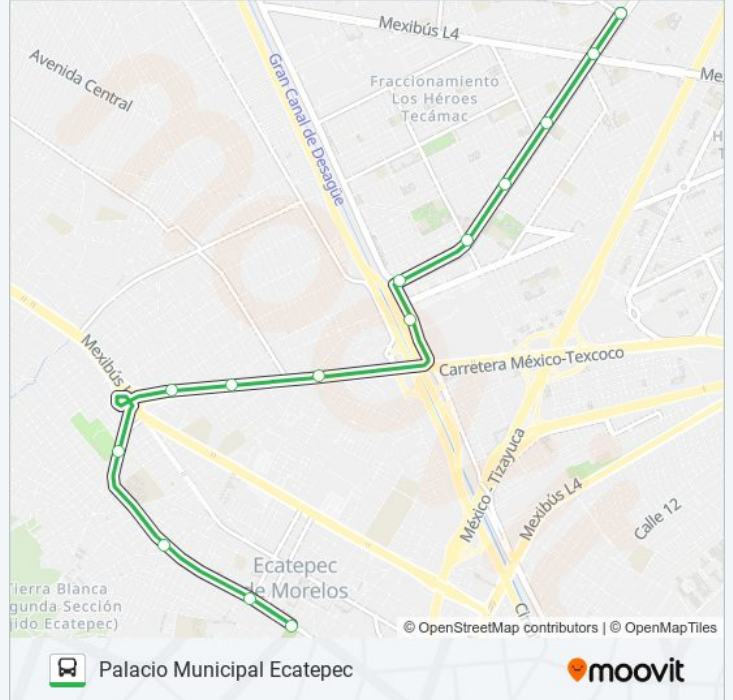 Mexibús L4
Me
Avenida Central
Gran Canal de Desagüe
Fraccionamiento
Los Héroes
Tecámac
H
T
Mexibús L
Carretera México-Texcoco
México - Tizayuca
Mexibús L4
Calle 12
Ecatepec
de Morelos
ierra Blanca
gunda Sección
jido Ecatepec)
Ci
© OpenStreetMap contributors | © OpenMapTiles
Palacio Municipal Ecatepec
moovit